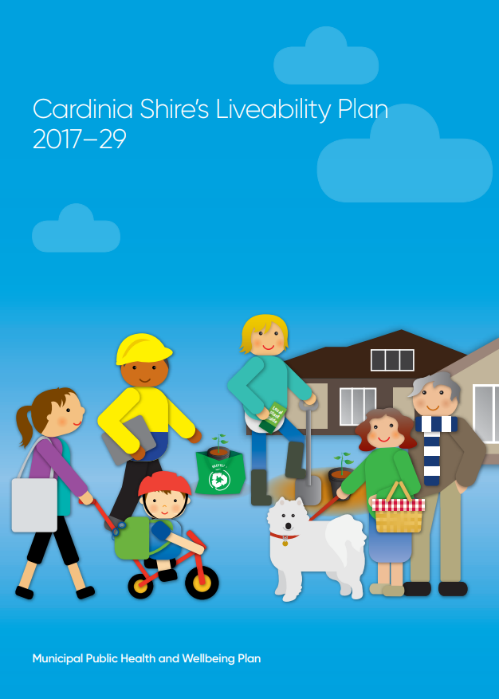 Cardinia Shire's Liveability Plan
2017–29
Municipal Public Health and Wellbeing Plan